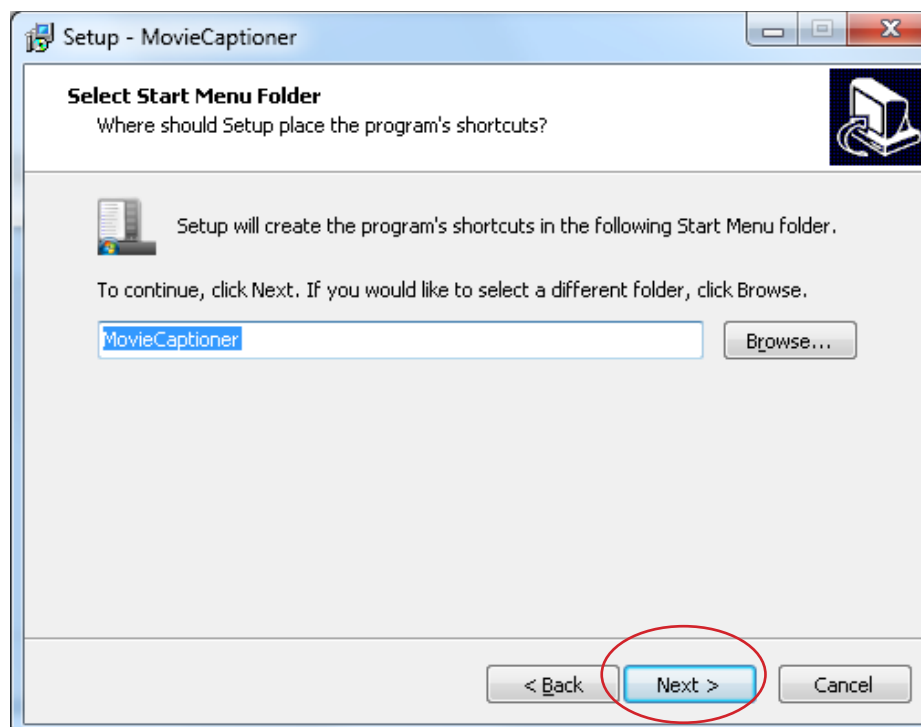 Setup - MovieCaptioner
Select Start Menu Folder
Where should Setup place the program's shortcuts?
Setup will create the program's shortcuts in the following Start Menu folder.
To continue, click Next. If you would like to select a different folder, click Browse.
MovieCaptioner
Browse...
< Back
Next >
Cancel